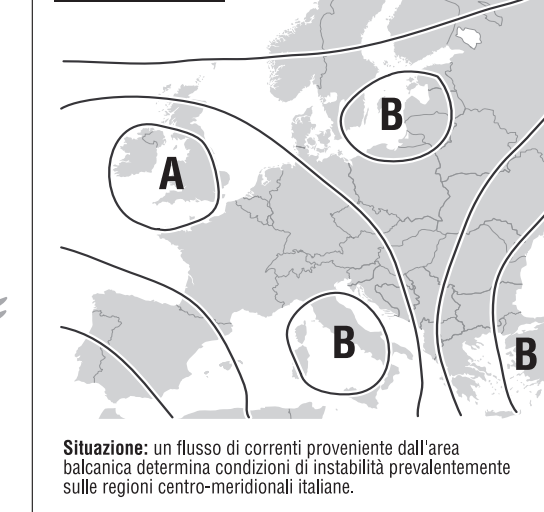 B
A
B
B
Situazione: un flusso di correnti proveniente dall'area
balcanica determina condizioni di instabilità prevalentemente
sulle regioni centro-meridionali italiane.